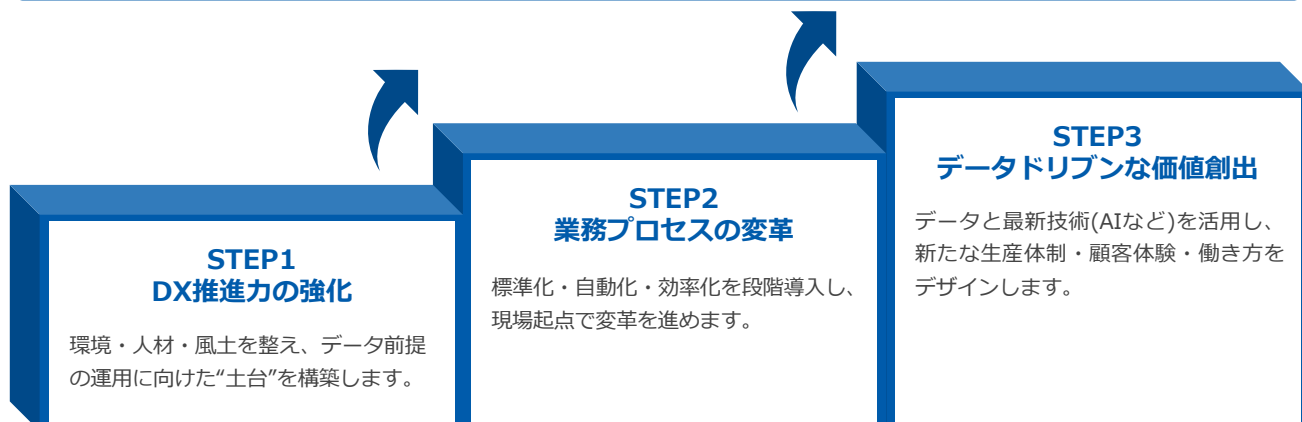 STEP1
DX推進力の強化
環境・人材・風土を整え、データ前提
の運用に向けた“土台”を構築します。
STEP2
業務プロセスの変革
標準化・自動化・効率化を段階導入し、
現場起点で変革を進めます。
STEP3
データドリブンな価値創出
データと最新技術(AIなど)を活用し、
新たな生産体制・顧客体験・働き方を
デザインします。